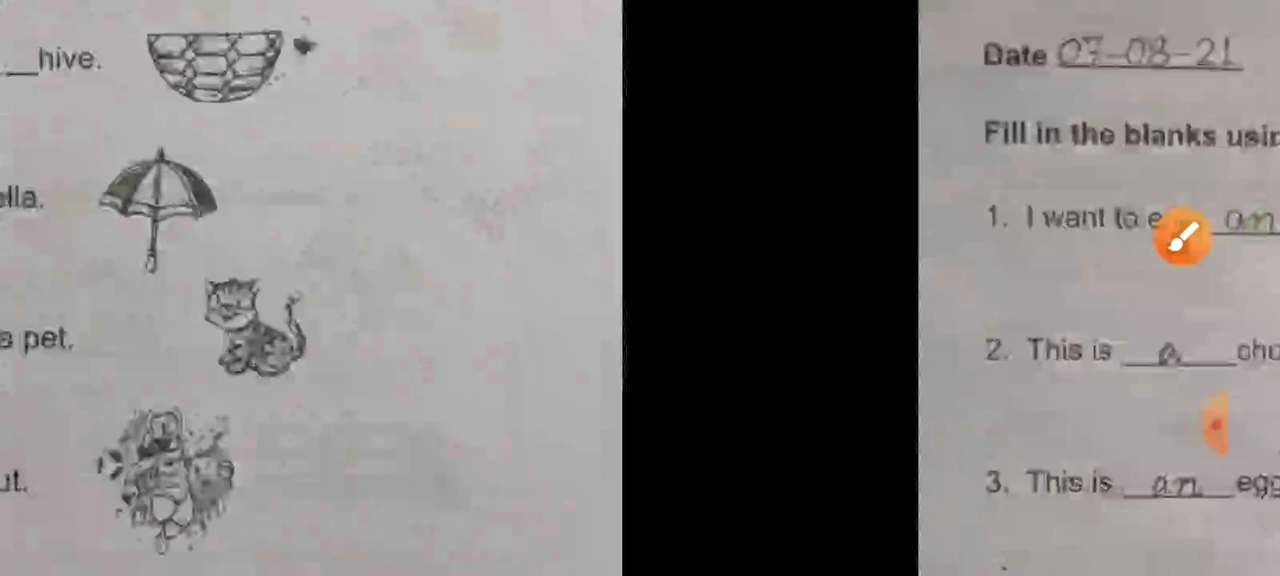 hive.
ella.
a pet.
ut.
Date 07-08-21
Fill in the blanks usin
1. I want to e an
2. This is a cho
3. This is an egg